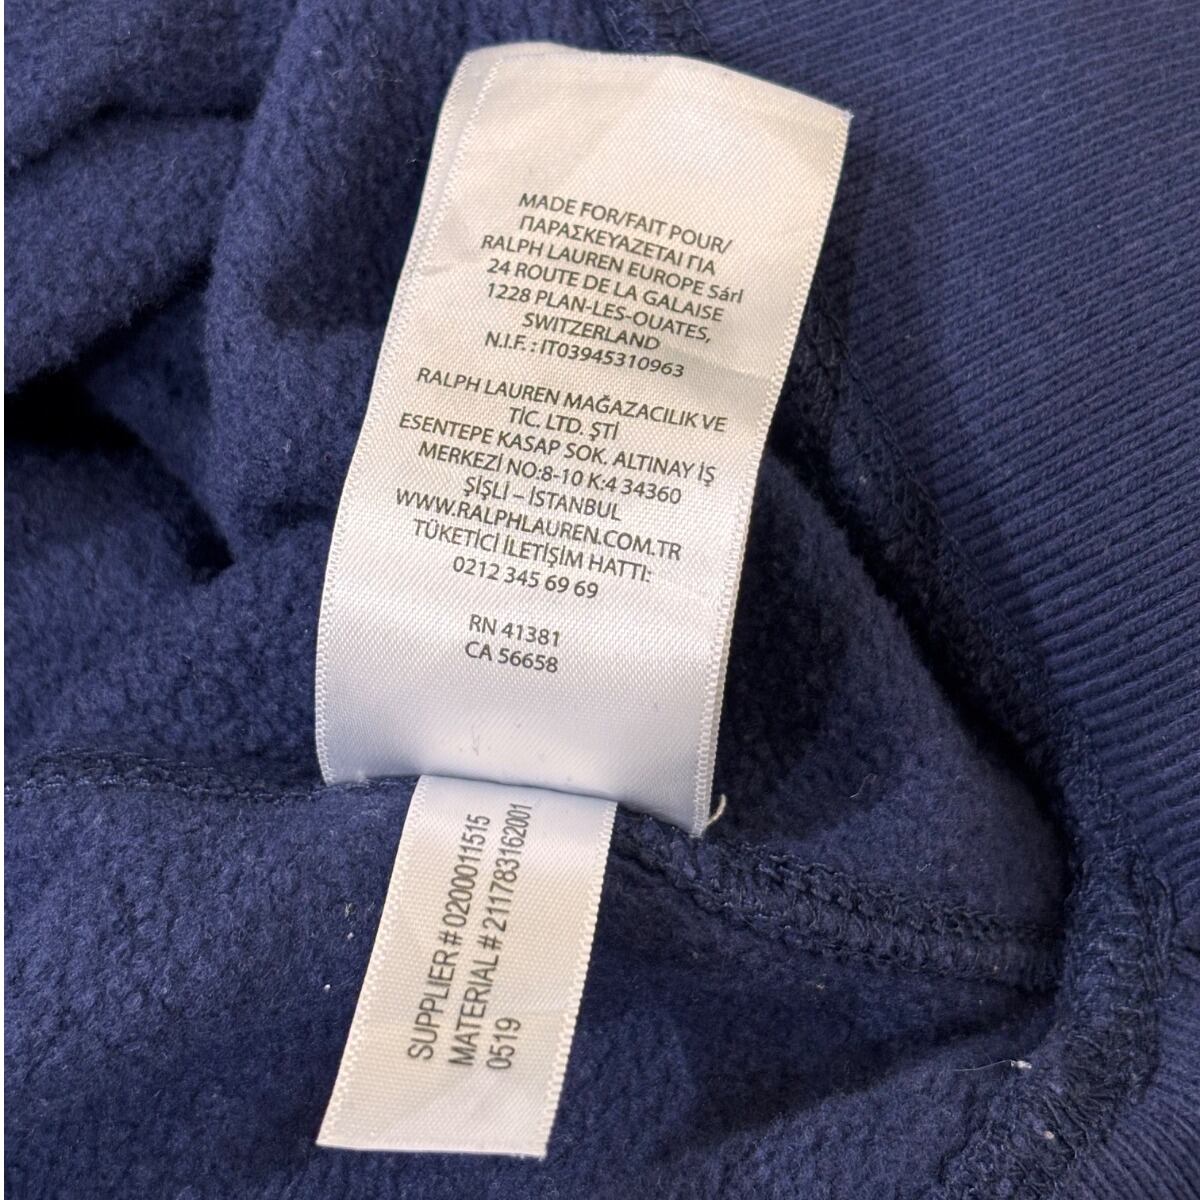 MADE FOR/FAIT POUR/
ΠΑΡΑΣΚΕΥΑΖΕΤΑΙ ΓΙΑ
RALPH LAUREN EUROPE Sárl
24 ROUTE DE LA GALAISE
1228 PLAN-LES-OUATES,
SWITZERLAND
N.I.F. : IT03945310963
RALPH LAUREN MAĞAZACILIK VE
TİC. LTD. ŞTİ
ESENTEPE KASAP SOK. ALTINAY İŞ
MERKEZİ NO:8-10 K:4 34360
ŞİŞLİ – İSTANBUL
WWW.RALPHLAUREN.COM.TR
TÜKETİCİ İLETİŞİM HATTI:
0212 345 69 69
RN 41381
CA 56658
SUPPLIER # 0200011515
MATERIAL # 211783162001
0519